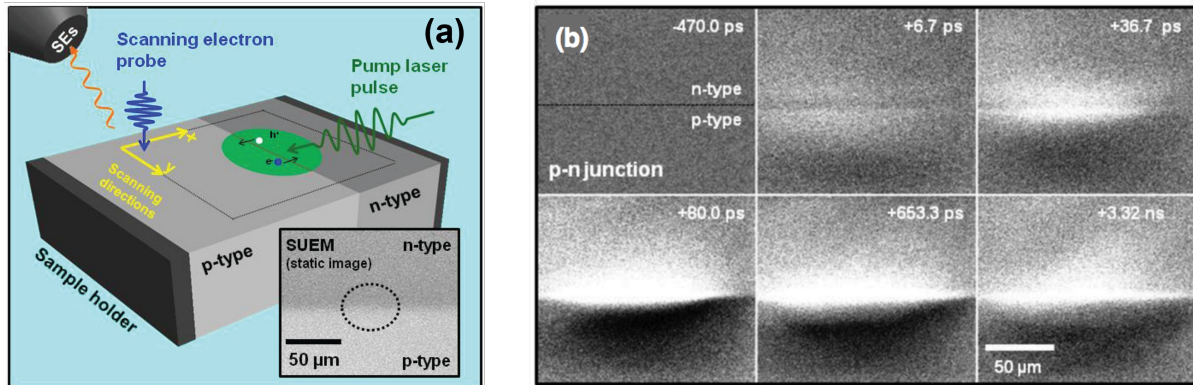 (a)
SEs
Scanning electron
probe
Pump laser
pulse
h⁺
e⁻
x
y
Scanning
directions
n-type
p-type
Sample holder
SUEM
(static image)
n-type
50 µm
p-type
(b)
-470.0 ps
n-type
p-type
p-n junction
+6.7 ps
+36.7 ps
+80.0 ps
+653.3 ps
+3.32 ns
50 µm